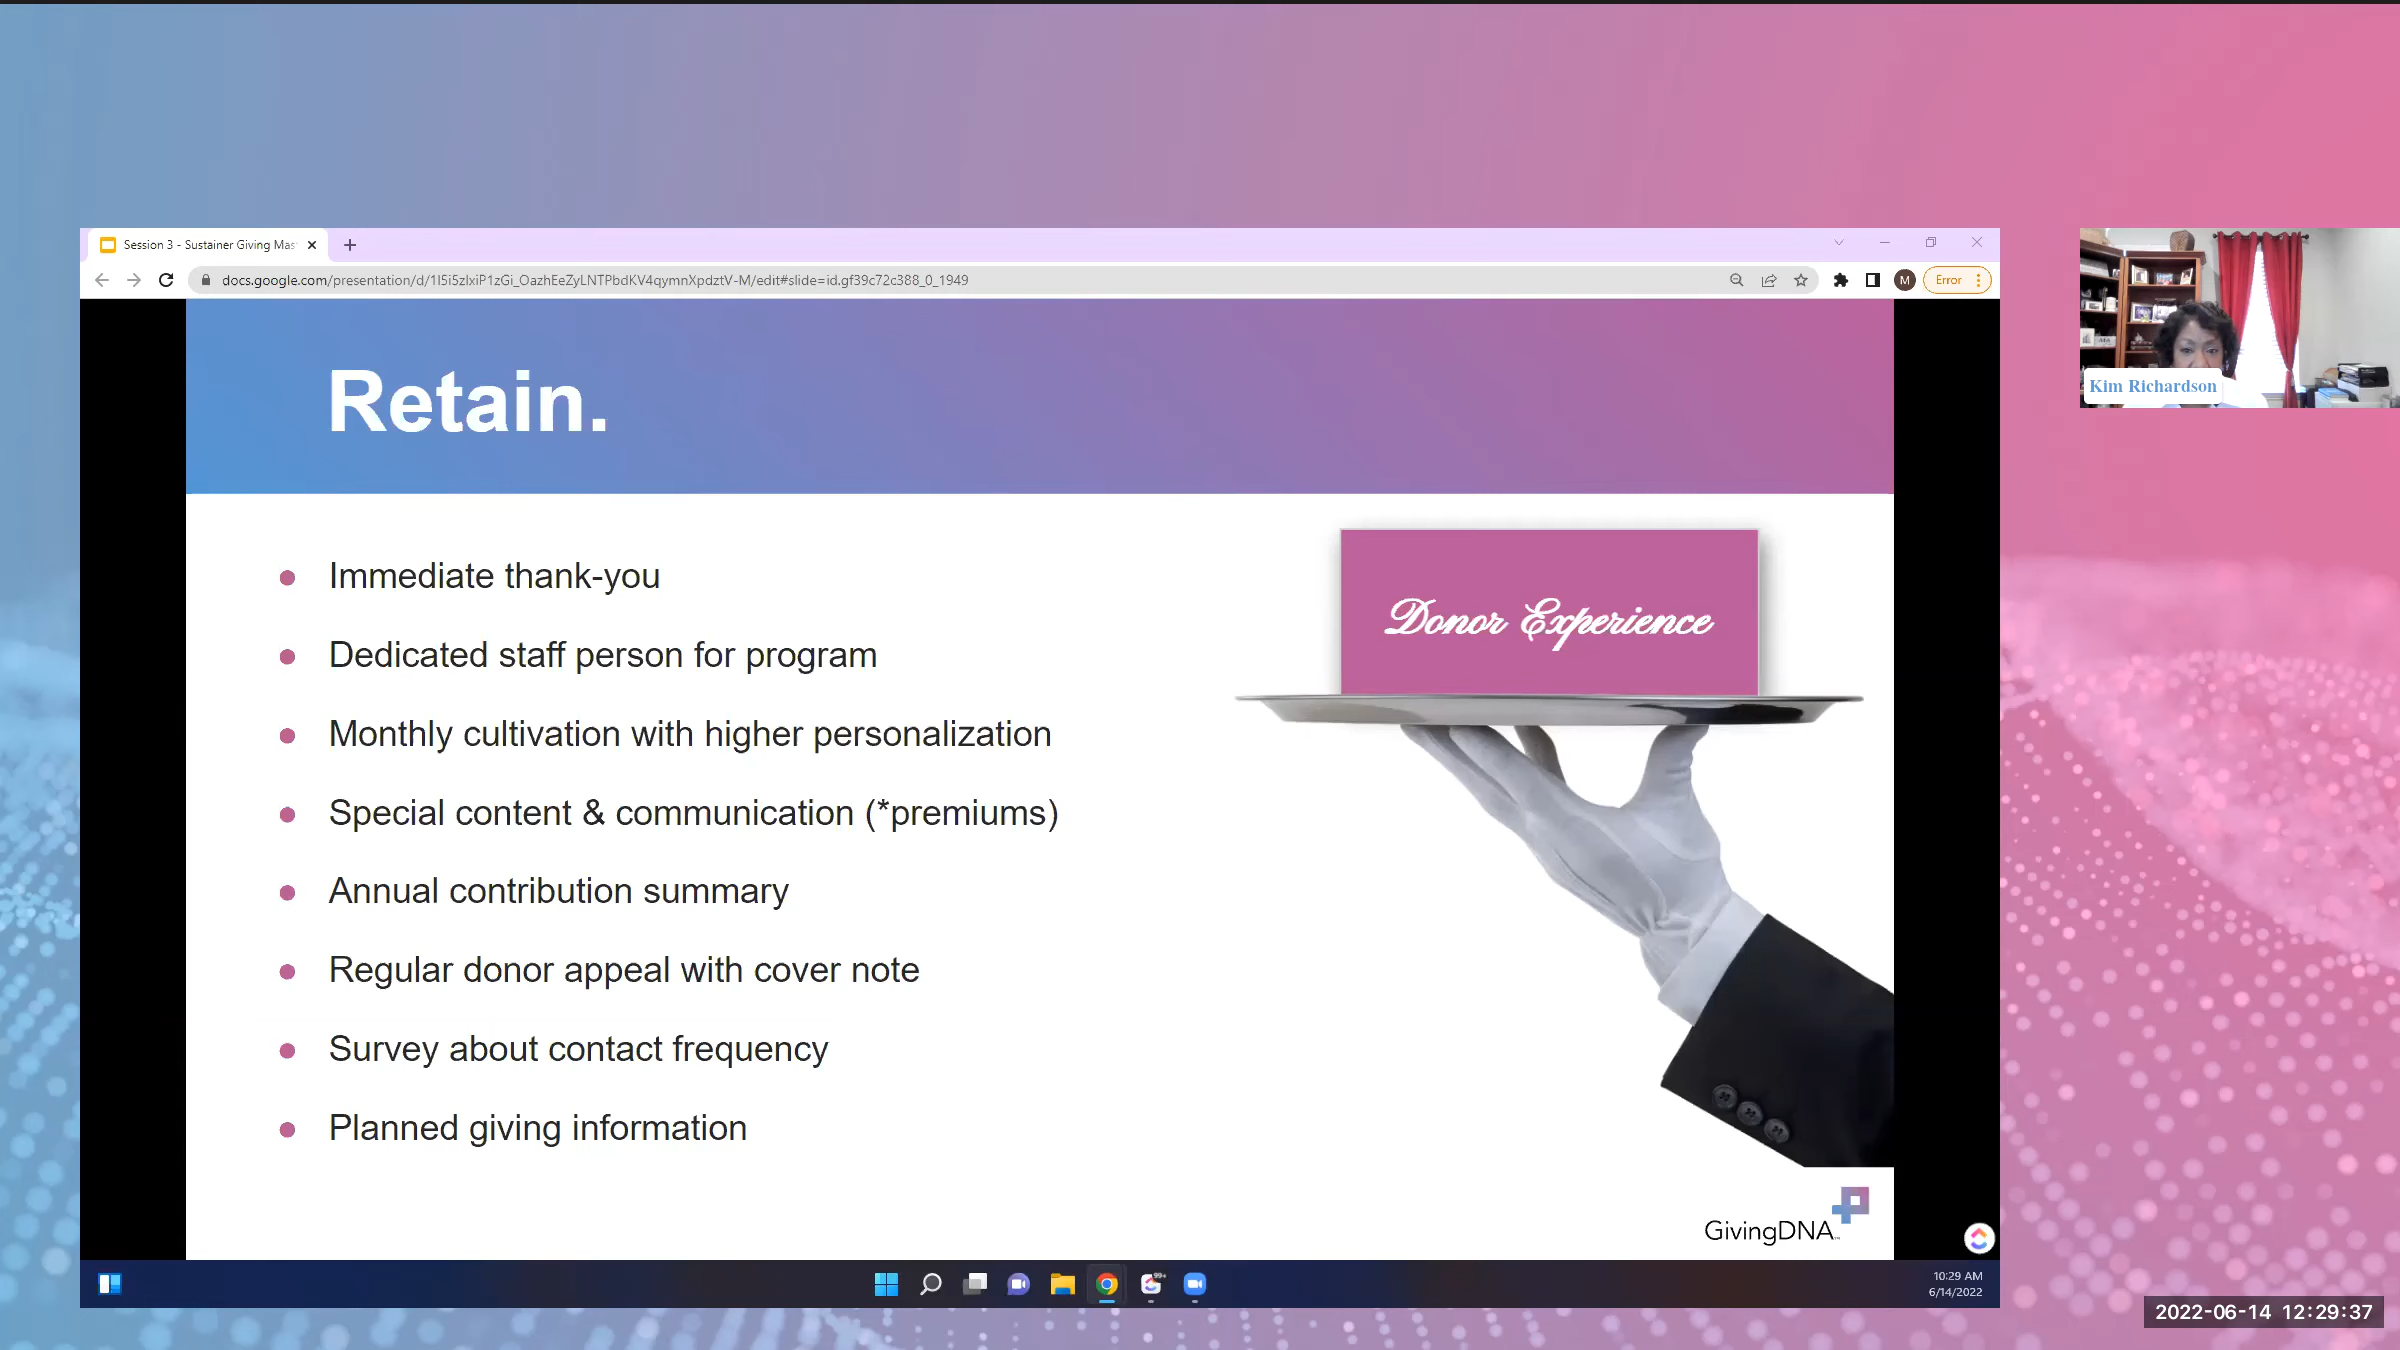 Session 3 - Sustainer Giving Mas
docs.google.com/presentation/d/1I5i5zlxiP1zGi_OazhEeZyLNTPbdKV4qymnXpdztV-M/edit#slide=id.gf39c72c388_0_1949
M
Error
Retain.
Immediate thank-you
Dedicated staff person for program
Monthly cultivation with higher personalization
Special content & communication (*premiums)
Annual contribution summary
Regular donor appeal with cover note
Survey about contact frequency
Planned giving information
Donor Experience
GivingDNA
Kim Richardson
99+
10:29 AM
6/14/2022
2022-06-14 12:29:37